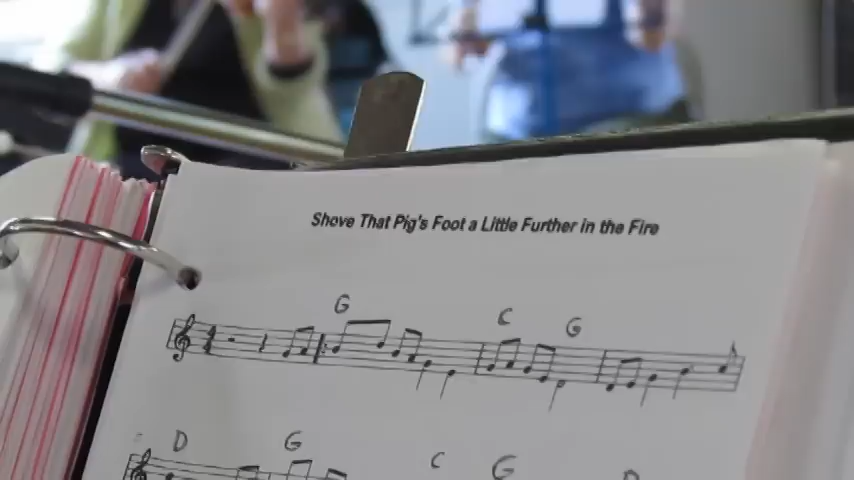 Shove That Pig's Foot a Little Further in the Fire
G C G
D G C G D